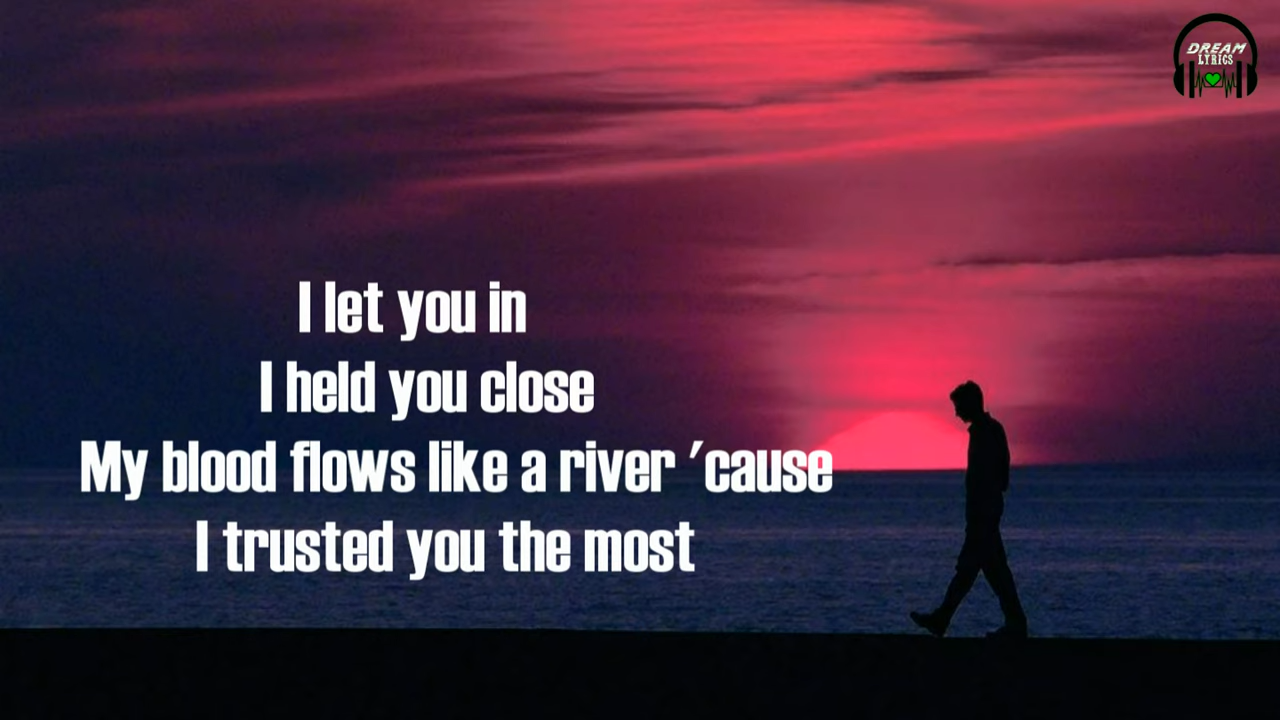 DREAM
LYRICS
I let you in
I held you close
My blood flows like a river 'cause
I trusted you the most